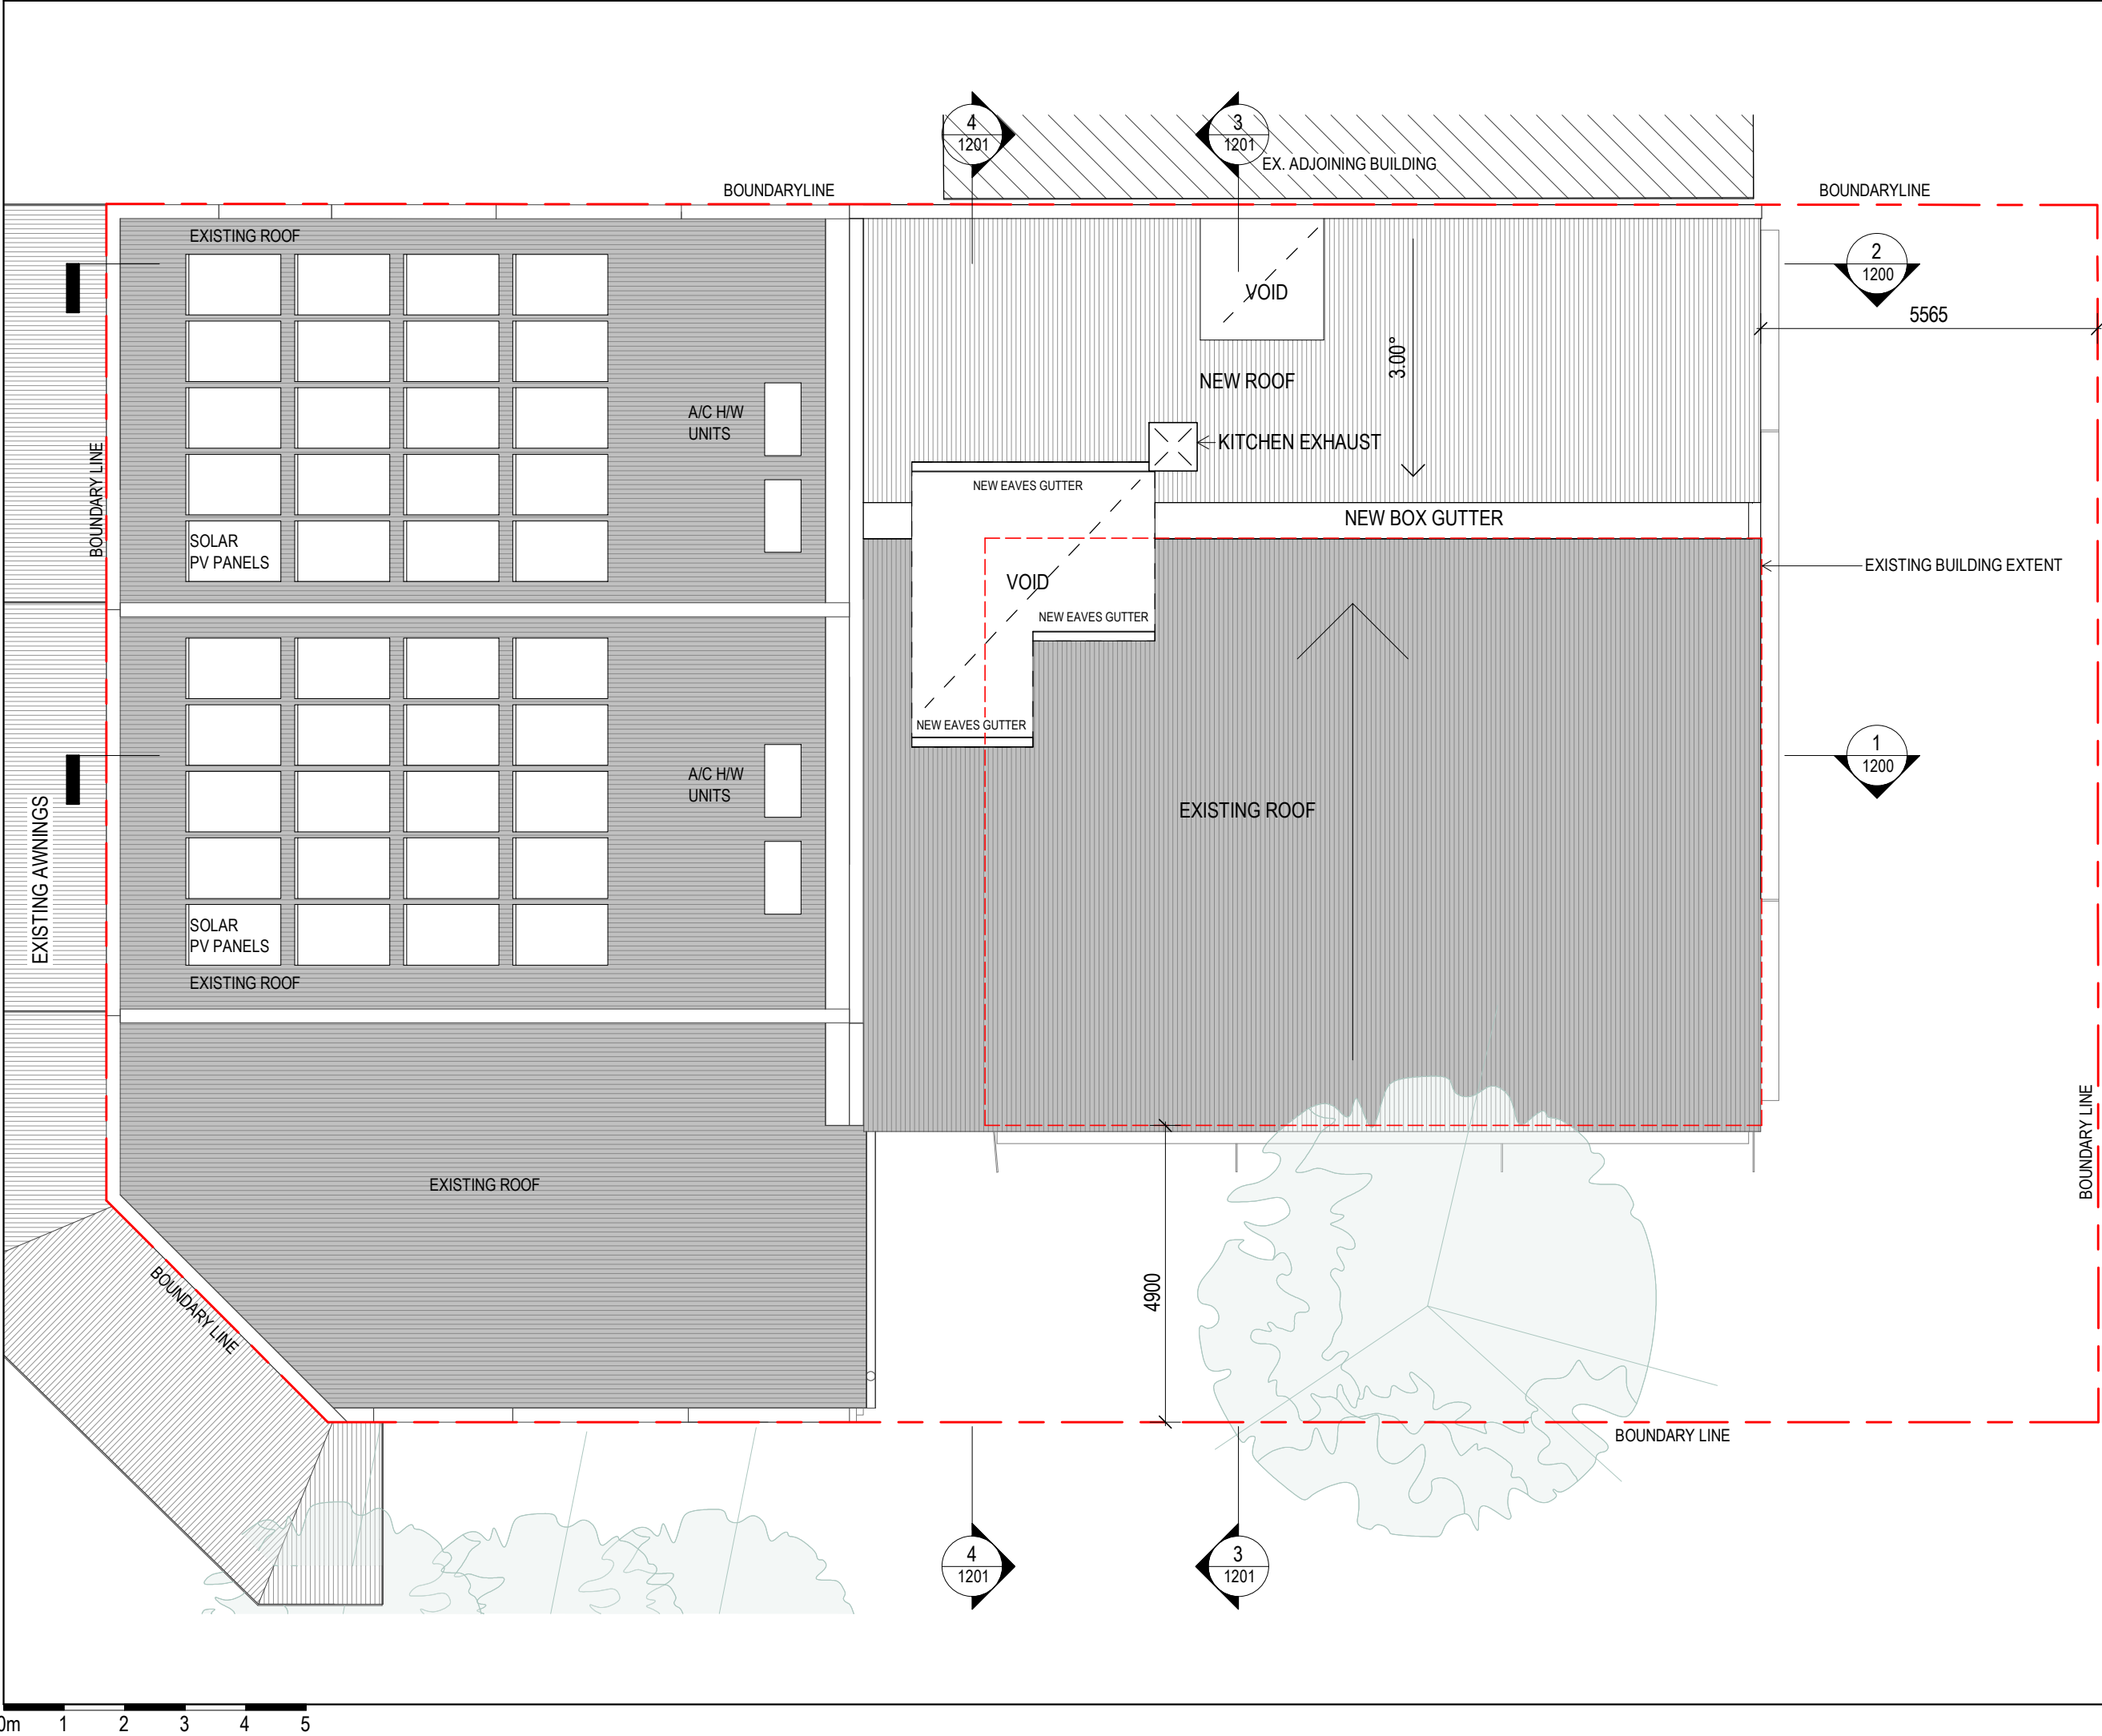 4
1201
3
1201
EX. ADJOINING BUILDING
BOUNDARYLINE
BOUNDARYLINE
EXISTING ROOF
2
1200
VOID
5565
3.00°
NEW ROOF
A/C H/W
UNITS
KITCHEN EXHAUST
BOUNDARY LINE
NEW EAVES GUTTER
NEW BOX GUTTER
SOLAR
PV PANELS
EXISTING BUILDING EXTENT
VOID
NEW EAVES GUTTER
NEW EAVES GUTTER
1
1200
A/C H/W
UNITS
EXISTING ROOF
EXISTING AWNINGS
SOLAR
PV PANELS
EXISTING ROOF
BOUNDARY LINE
EXISTING ROOF
4900
BOUNDARY LINE
BOUNDARY LINE
4
1201
3
1201
0m 1 2 3 4 5